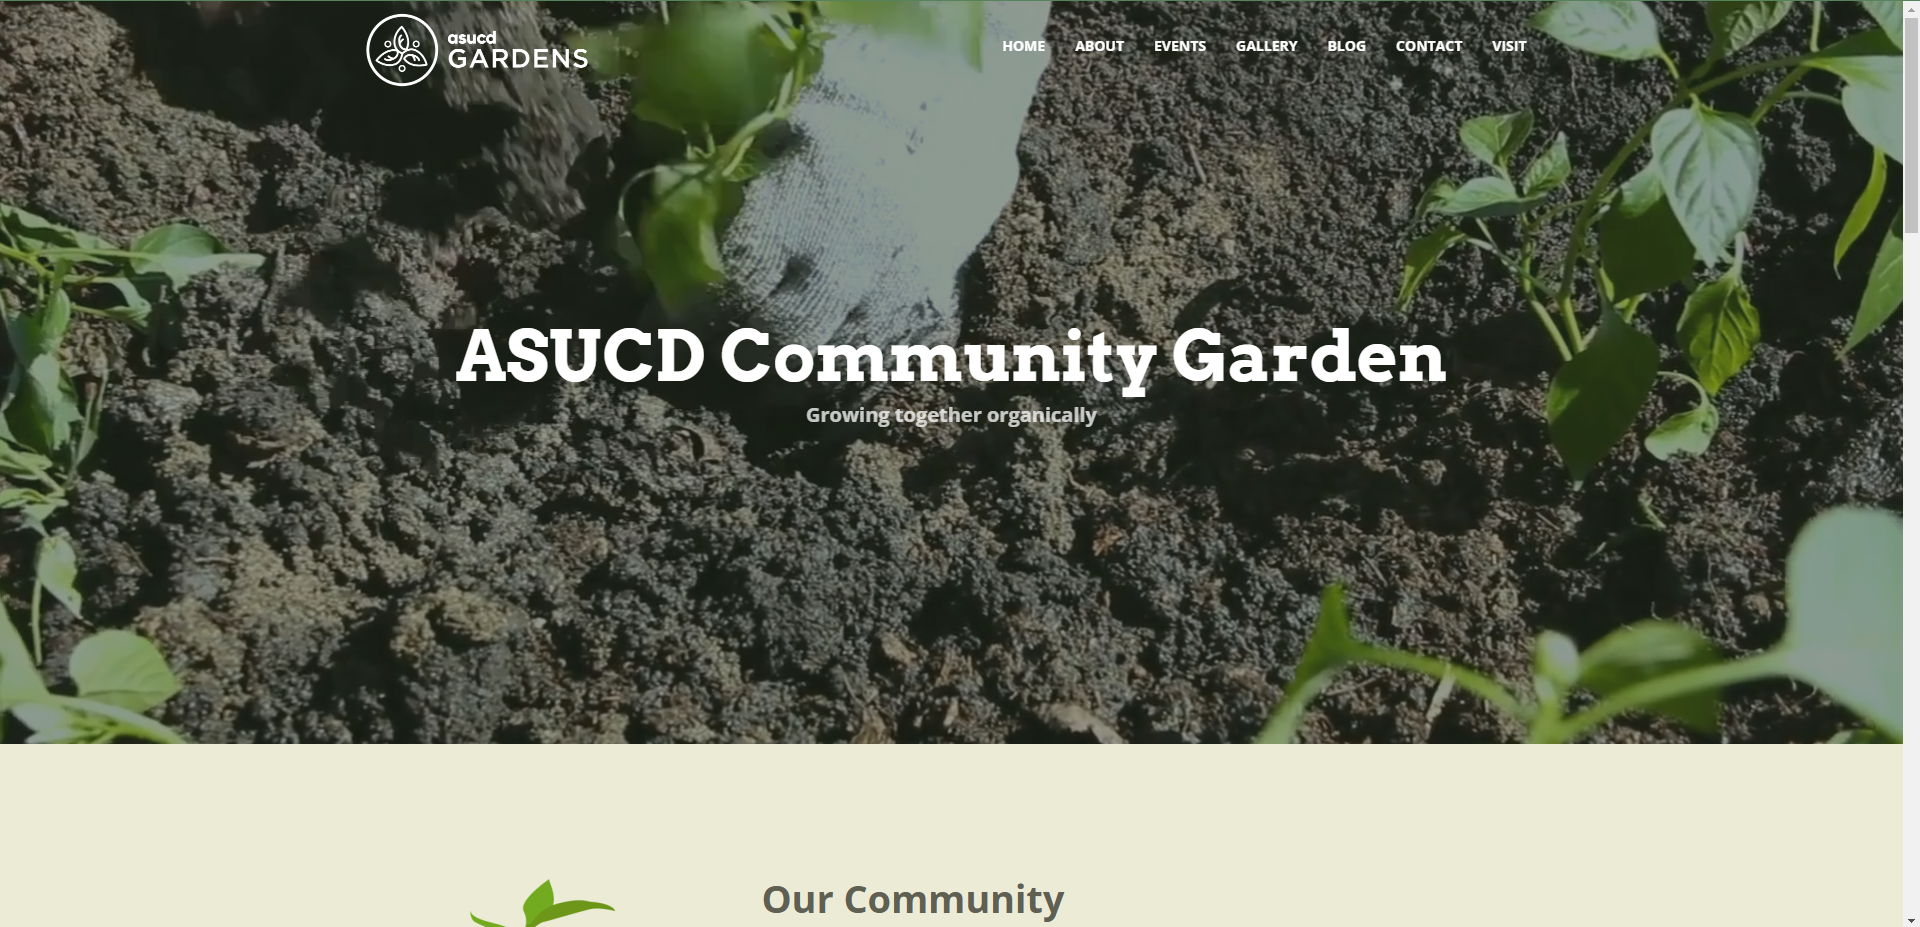 asucd
GARDENS
HOME ABOUT EVENTS GALLERY BLOG CONTACT VISIT
ASUCD Community Garden
Growing together organically
Our Community